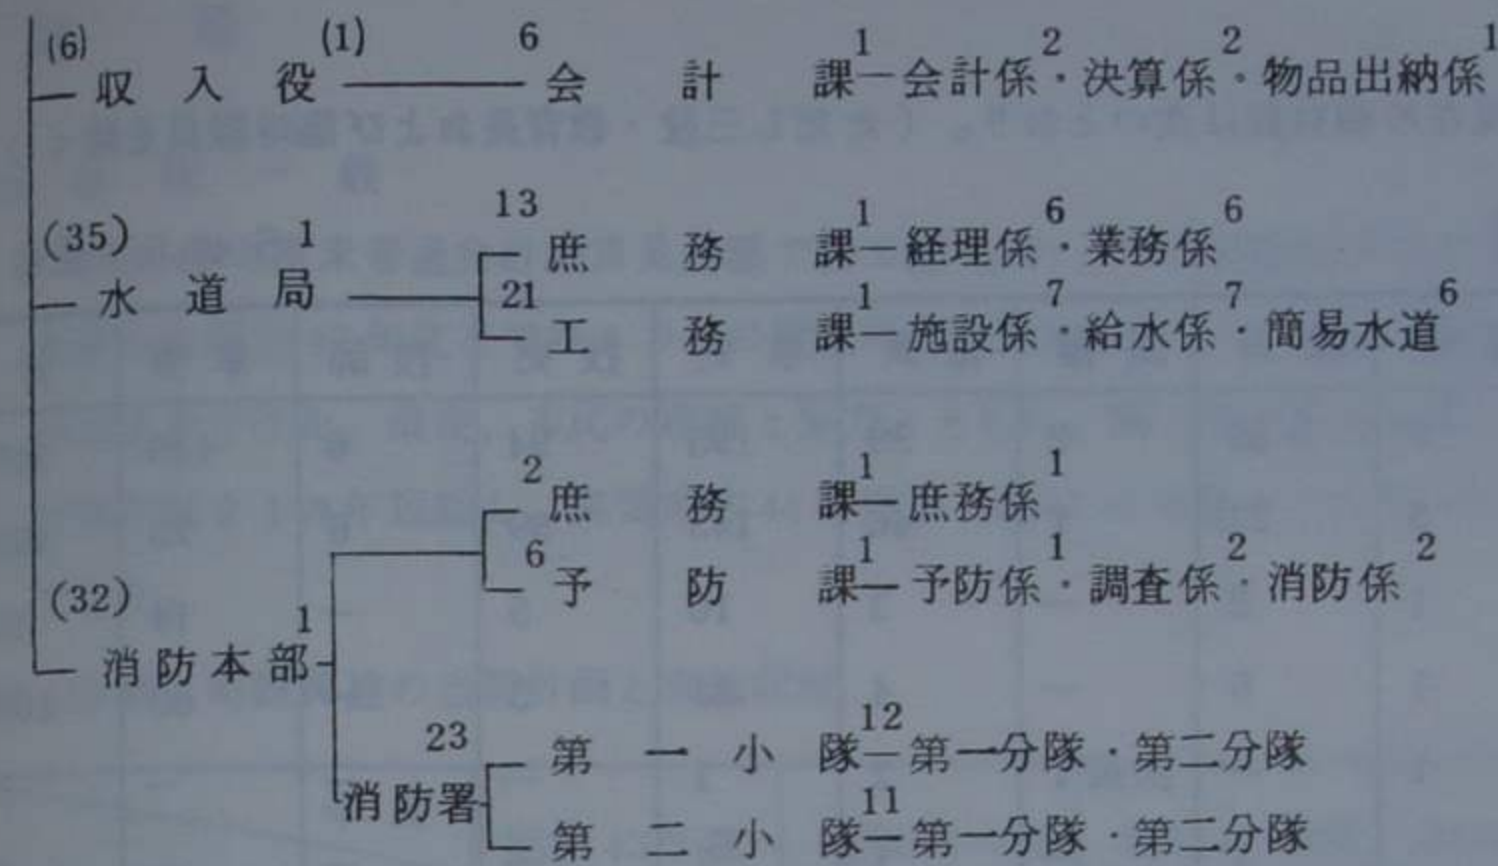 (6) (1) 6 1 2 2 1
収入役 会計課 会計係・決算係・物品出納係
13 1 6 6
(35) 1 庶務課 経理係・業務係
水道局 21 1 7 7 6
工務課 施設係・給水係・簡易水道
2 1 1
庶務課 庶務係
6 1 1 2 2
(32) 予防課 予防係・調査係・消防係
1
消防本部
23 12
第一小隊 第一分隊・第二分隊
消防署 11
第二小隊 第一分隊・第二分隊